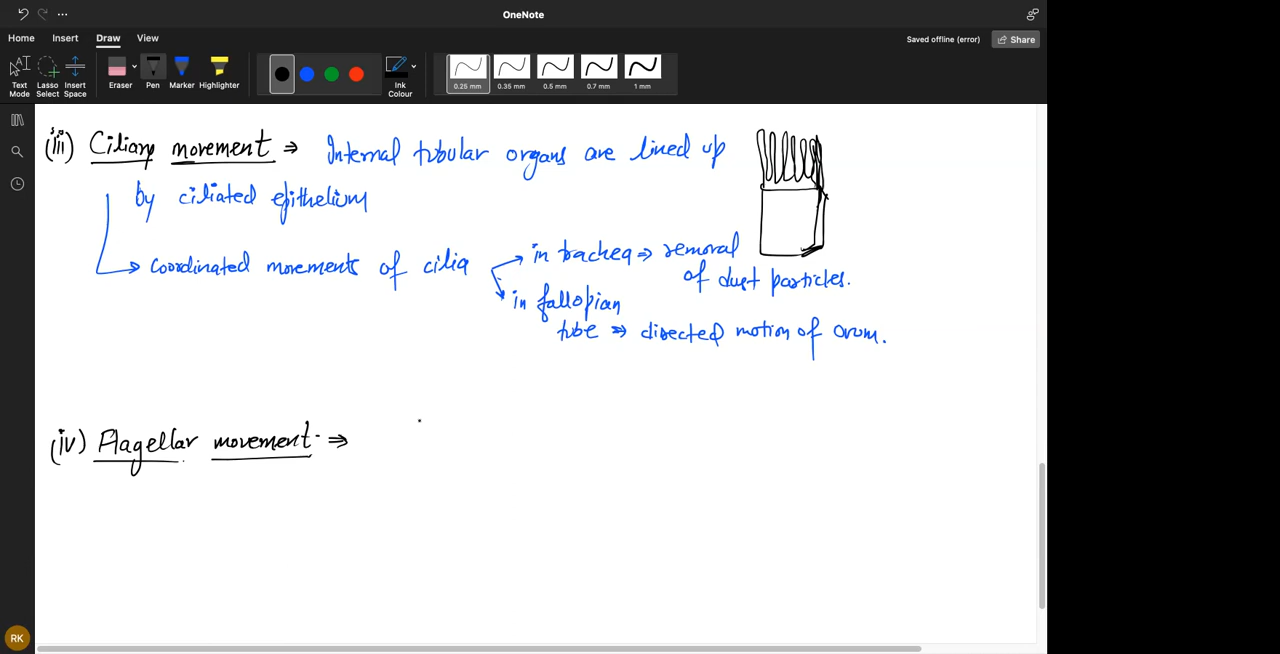 OneNote
Home Insert Draw View
Saved offline (error) Share
Text Mode Lasso Select Insert Space Eraser Pen Marker Highlighter Ink Colour 0.25 mm 0.35 mm 0.5 mm 0.7 mm 1 mm
(iii) Ciliary movement ⇒ Internal tubular organs are lined up
by ciliated epithelium
→ coordinated movements of cilia → in trachea ⇒ removal
of dust particles.
→ in fallopian
tube ⇒ directed motion of ovum.
(iv) Flagellar movement ⇒
RK